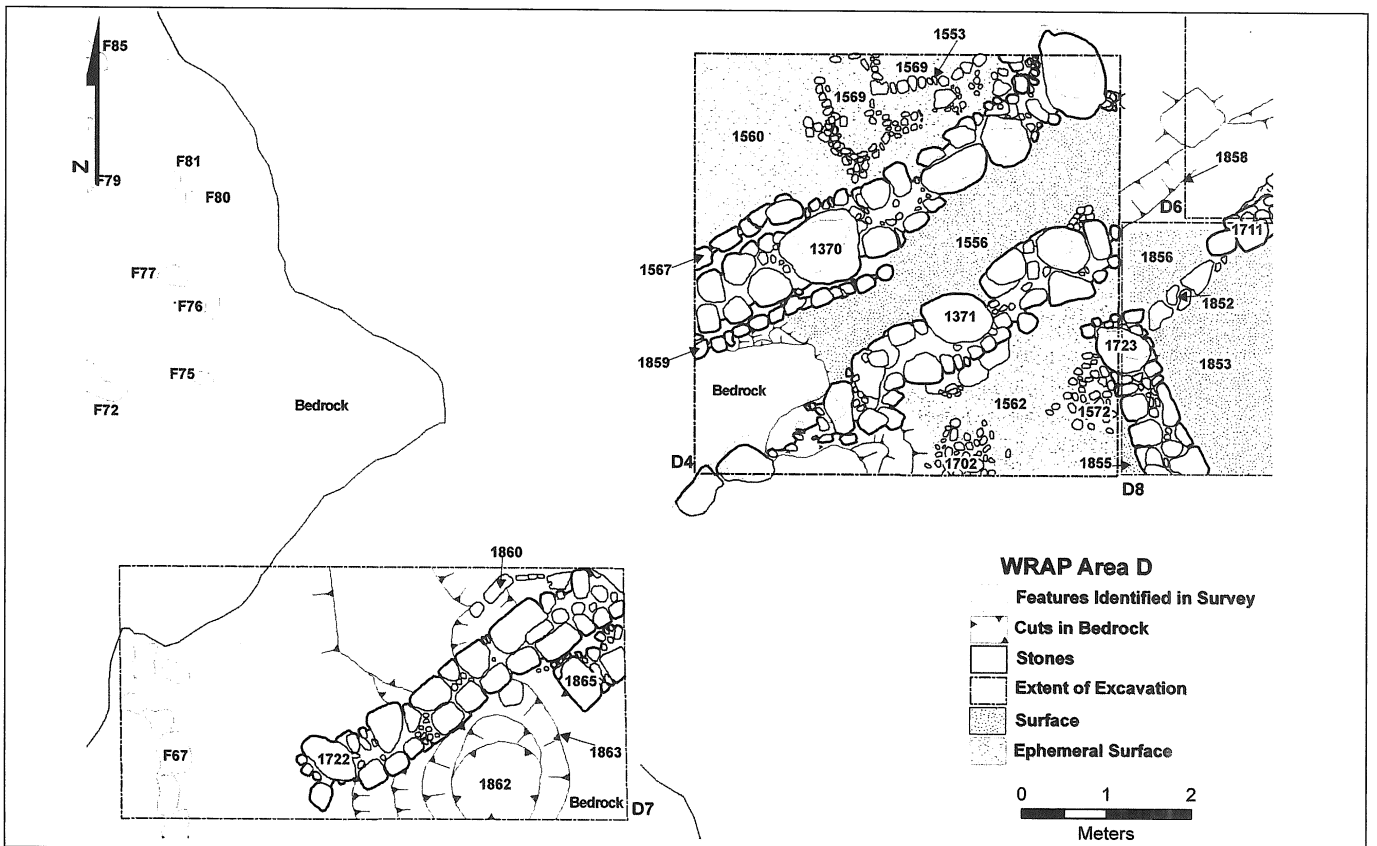 F85
Z
F79
F81
F80
F77
F76
F75
F72
Bedrock
1553
1569
1569
1560
1567
1370
1556
1859
1371
Bedrock
1562
1572
1702
D4
1855
D8
1858
D6
1711
1856
1852
1723
1853
1860
1865
1863
1722
1862
F67
Bedrock
D7
WRAP Area D
Features Identified in Survey
Cuts in Bedrock
Stones
Extent of Excavation
Surface
Ephemeral Surface
0 1 2
Meters